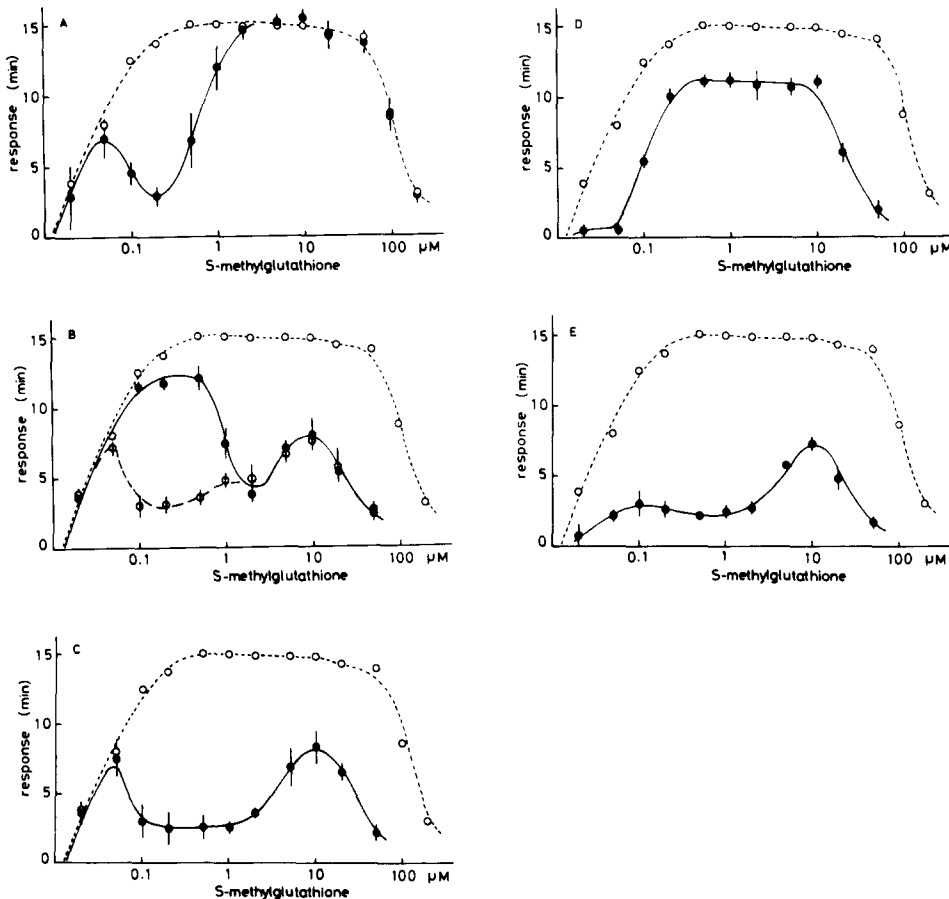 A
response (min)
15
10
5
0
0.1 1 10 100 µM
S-methylglutathione
D
response (min)
15
10
5
0
0.1 1 10 100 µM
S-methylglutathione
B
response (min)
15
10
5
0
0.1 1 10 100 µM
S-methylglutathione
E
response (min)
15
10
5
0
0.1 1 10 100 µM
S-methylglutathione
C
response (min)
15
10
5
0
0.1 1 10 100 µM
S-methylglutathione